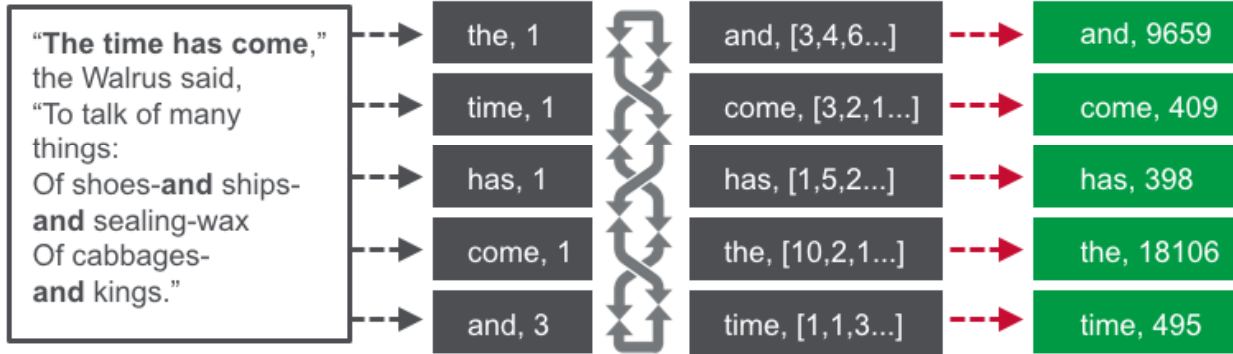 “The time has come,”
the Walrus said,
“To talk of many
things:
Of shoes-and ships-
and sealing-wax
Of cabbages-
and kings.”
the, 1
time, 1
has, 1
come, 1
and, 3
and, [3,4,6...]
come, [3,2,1...]
has, [1,5,2...]
the, [10,2,1...]
time, [1,1,3...]
and, 9659
come, 409
has, 398
the, 18106
time, 495